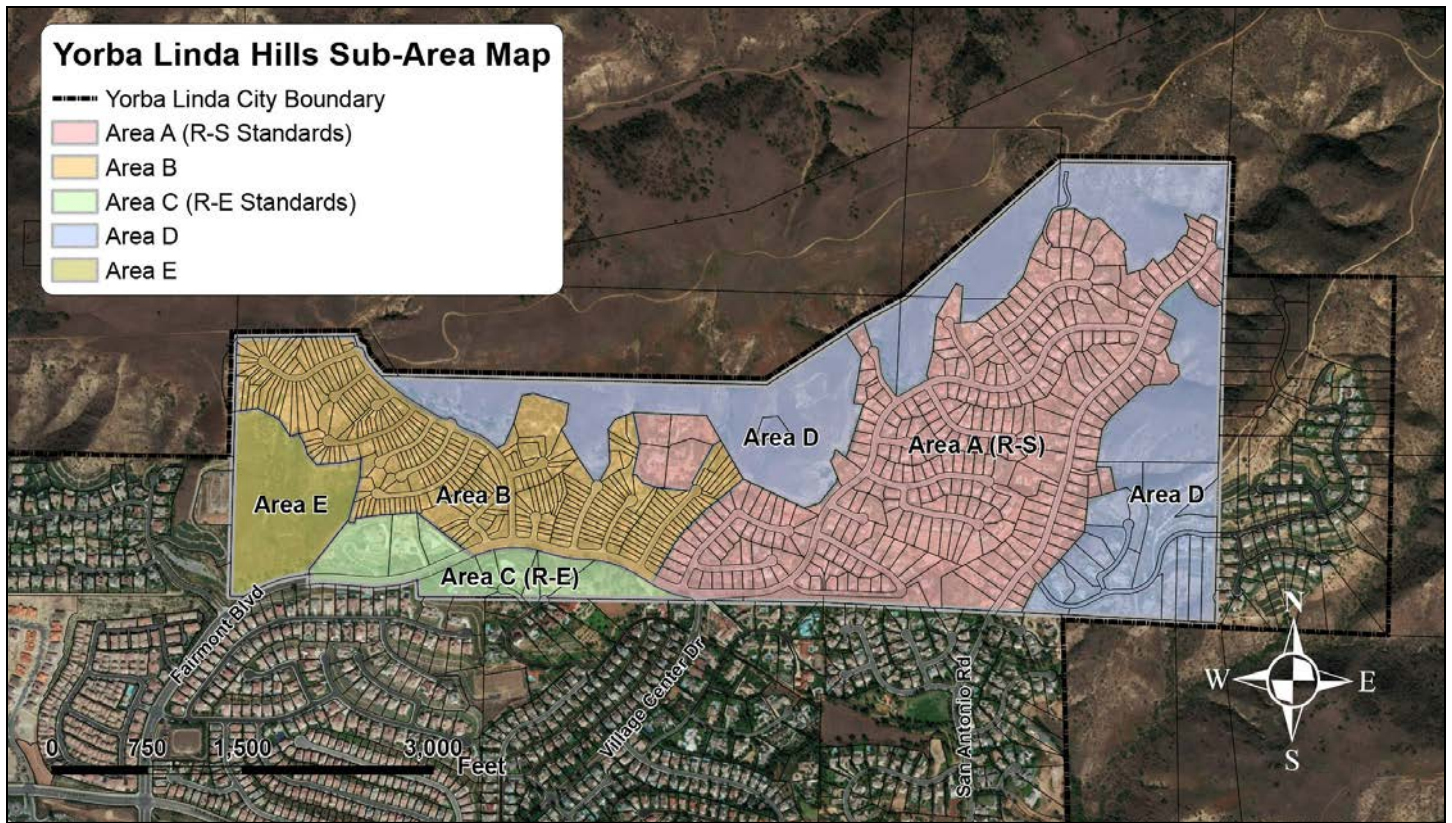 Yorba Linda Hills Sub-Area Map
Yorba Linda City Boundary
Area A (R-S Standards)
Area B
Area C (R-E Standards)
Area D
Area E
Area D
Area A (R-S)
Area E
Area B
Area D
Area C (R-E)
Fairmont Blvd
Village Center Dr
San Antonio Rd
N
W E
S
0 750 1,500 3,000
Feet